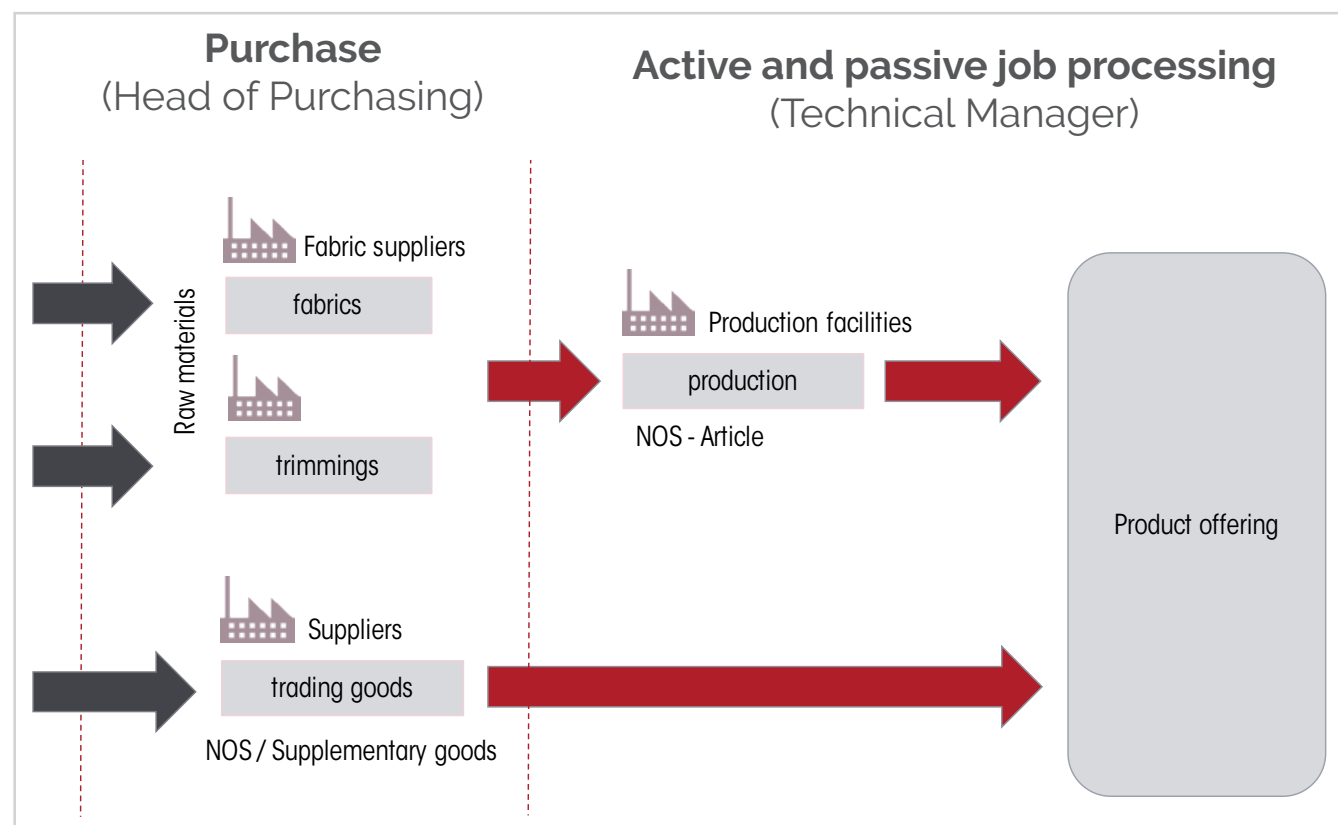 Purchase
(Head of Purchasing)
Active and passive job processing
(Technical Manager)
Raw materials
Fabric suppliers
fabrics
trimmings
Production facilities
production
NOS - Article
Product offering
Suppliers
trading goods
NOS / Supplementary goods